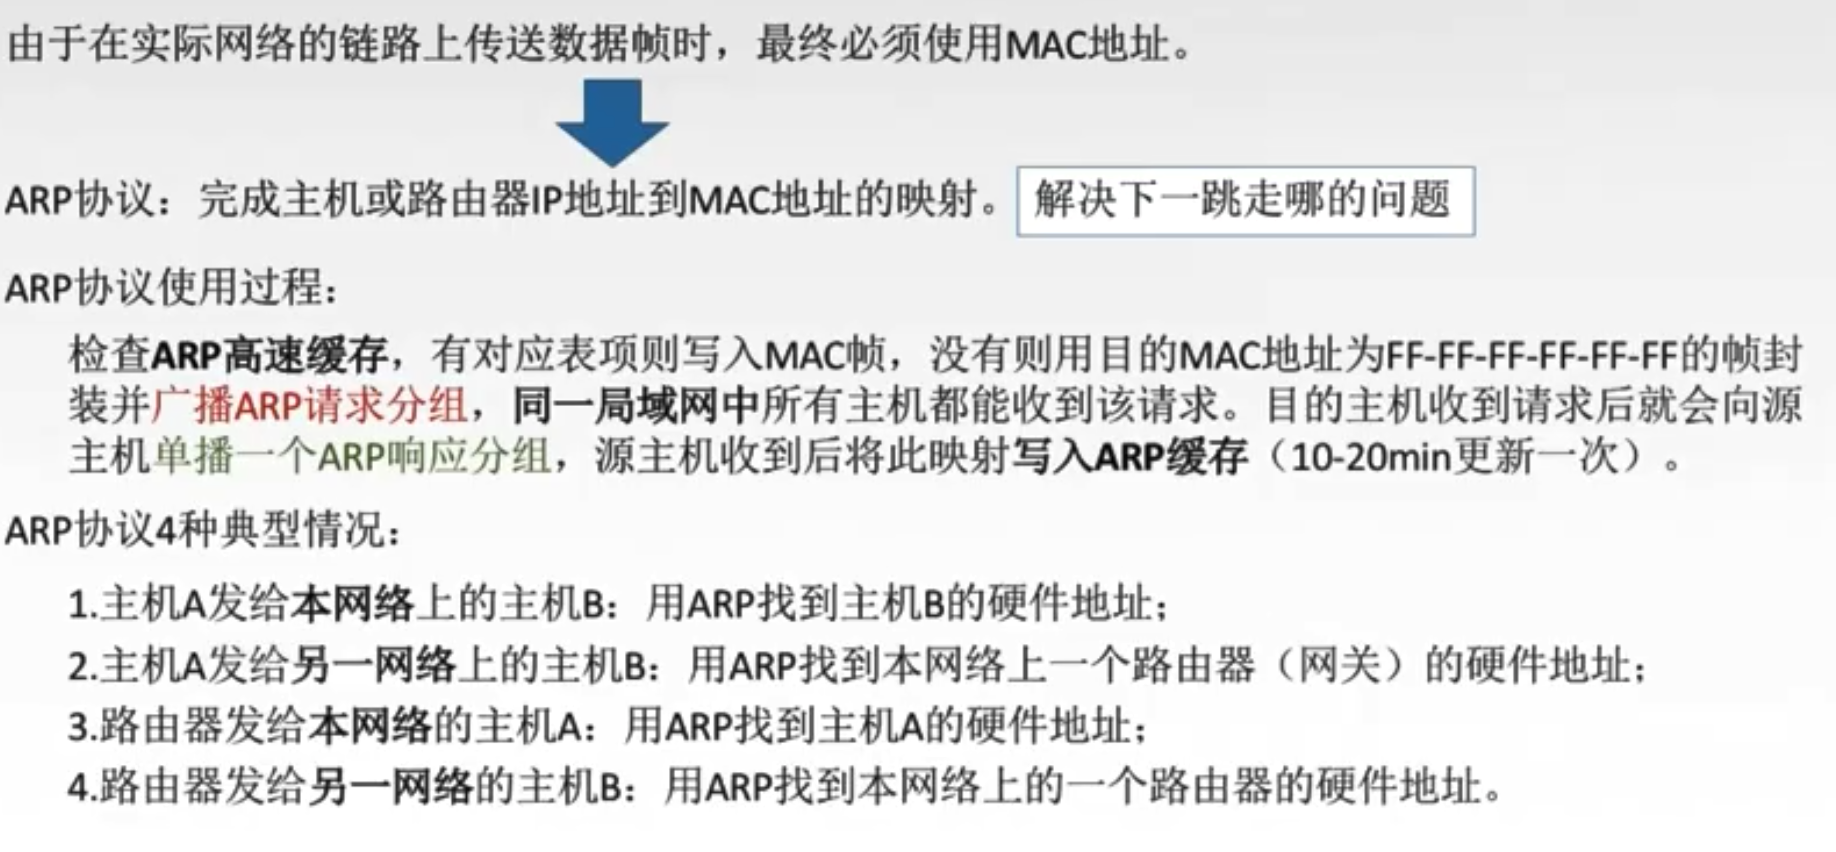 由于在实际网络的链路上传送数据帧时，最终必须使用MAC地址。
ARP协议：完成主机或路由器IP地址到MAC地址的映射。 解决下一跳走哪的问题
ARP协议使用过程：
检查ARP高速缓存，有对应表项则写入MAC帧，没有则用目的MAC地址为FF-FF-FF-FF-FF-FF的帧封
装并广播ARP请求分组，同一局域网中所有主机都能收到该请求。目的主机收到请求后就会向源
主机单播一个ARP响应分组，源主机收到后将此映射写入ARP缓存（10-20min更新一次）。
ARP协议4种典型情况：
1.主机A发给本网络上的主机B：用ARP找到主机B的硬件地址；
2.主机A发给另一网络上的主机B：用ARP找到本网络上一个路由器（网关）的硬件地址；
3.路由器发给本网络的主机A：用ARP找到主机A的硬件地址；
4.路由器发给另一网络的主机B：用ARP找到本网络上的一个路由器的硬件地址。